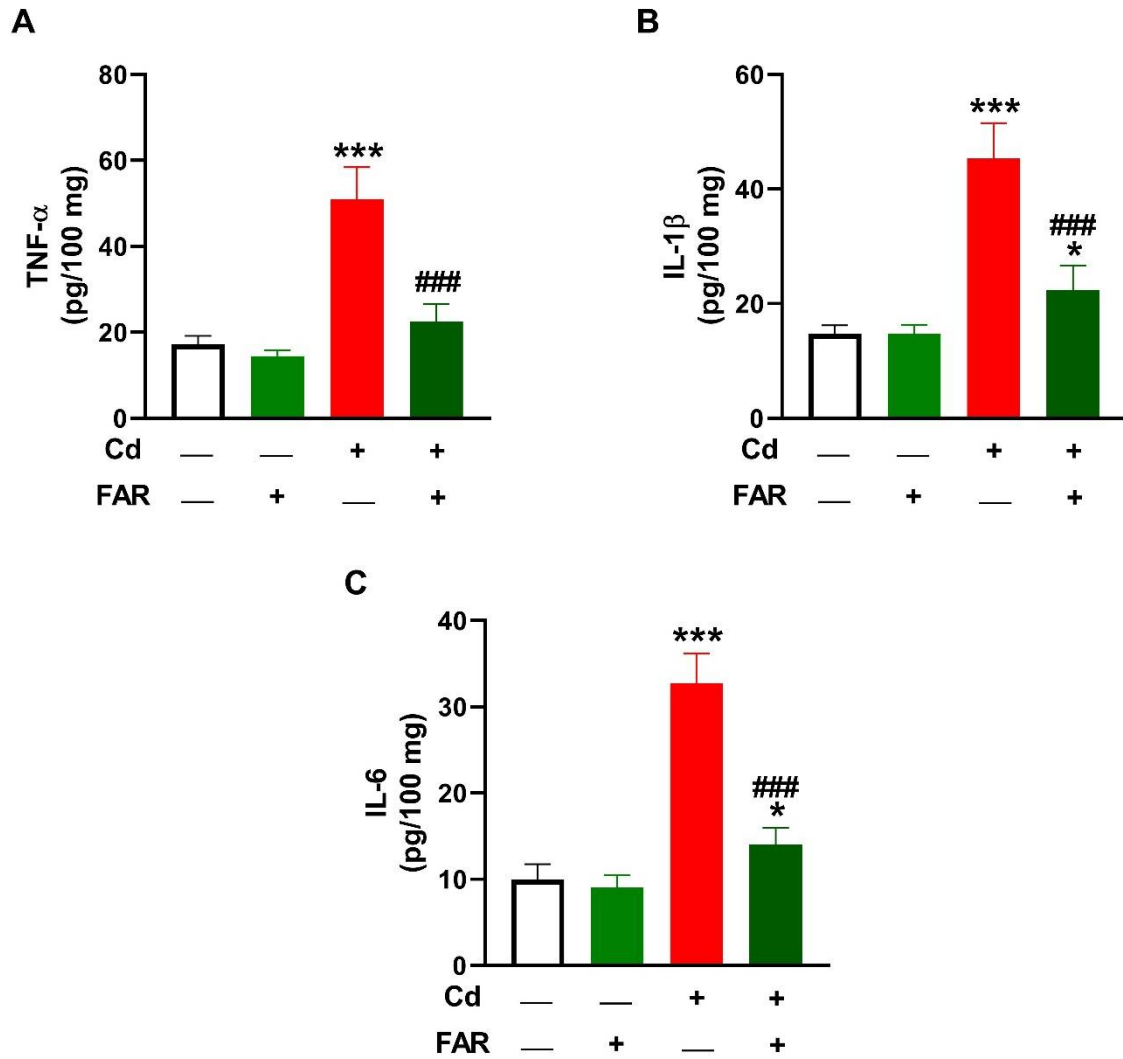 A
TNF-α
(pg/100 mg)
80
60
40
20
0
***
###
Cd — — + +
FAR — + — +
B
IL-1β
(pg/100 mg)
60
40
20
0
***
###
*
Cd — — + +
FAR — + — +
C
IL-6
(pg/100 mg)
40
30
20
10
0
***
###
*
Cd — — + +
FAR — + — +